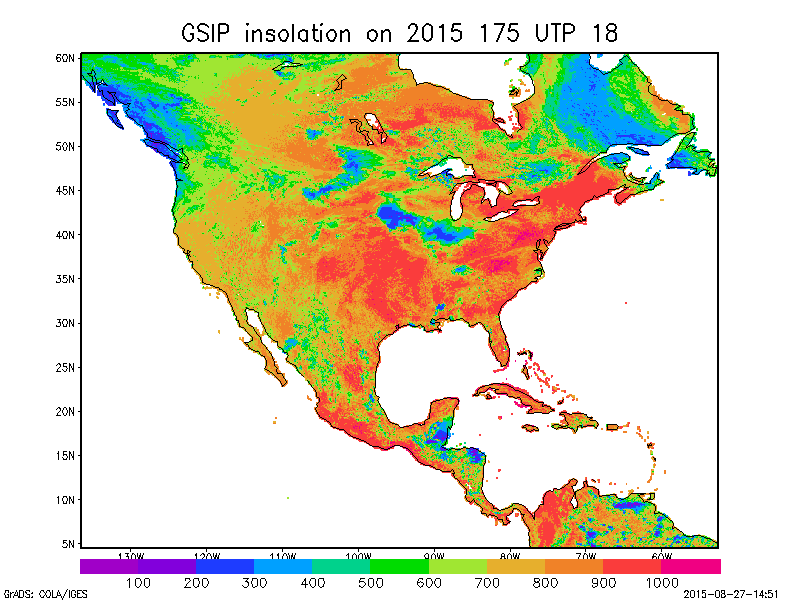 GSIP insolation on 2015 175 UTP 18
60N
55N
50N
45N
40N
35N
30N
25N
20N
15N
10N
5N
130W 120W 110W 100W 90W 80W 70W 60W
100 200 300 400 500 600 700 800 900 1000
GrADS: COLA/IGES 2015-08-27-14:51